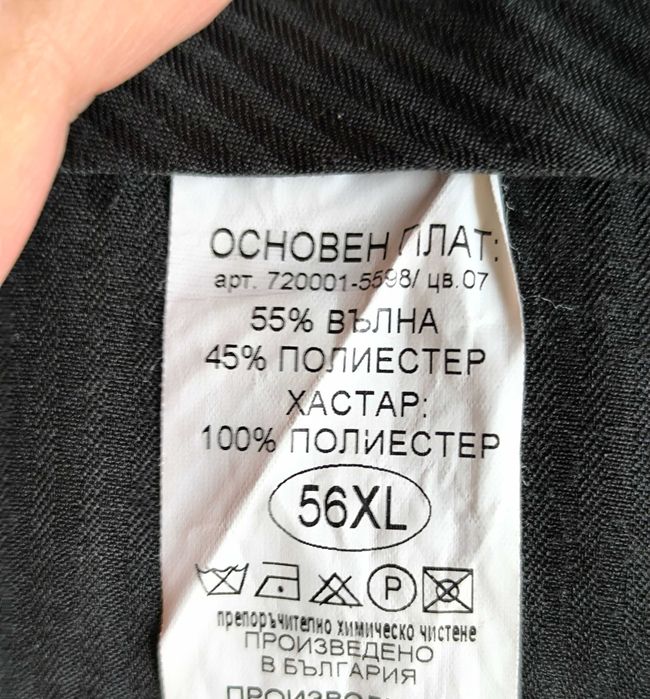 ОСНОВЕН ПЛАТ:
арт. 720001-5598/ цв.07
55% ВЪЛНА
45% ПОЛИЕСТЕР
ХАСТАР:
100% ПОЛИЕСТЕР
56XL
P
препоръчително химическо чистене
ПРОИЗВЕДЕНО
В БЪЛГАРИЯ